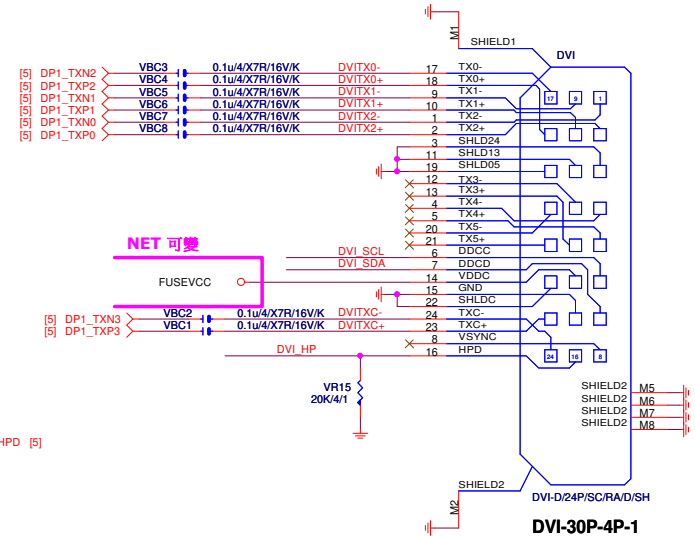 M1
SHIELD1
DVI
[5] DP1_TXN2 VBC3 0.1u/4/X7R/16V/K DVITX0- 17 TX0-
[5] DP1_TXP2 VBC4 0.1u/4/X7R/16V/K DVITX0+ 18 TX0+
[5] DP1_TXN1 VBC5 0.1u/4/X7R/16V/K DVITX1- 9 TX1-
[5] DP1_TXP1 VBC6 0.1u/4/X7R/16V/K DVITX1+ 10 TX1+
[5] DP1_TXN0 VBC7 0.1u/4/X7R/16V/K DVITX2- 1 TX2-
[5] DP1_TXP0 VBC8 0.1u/4/X7R/16V/K DVITX2+ 2 TX2+
17 9 1
3 SHLD24
11 SHLD13
19 SHLD05
12 TX3-
13 TX3+
4 TX4-
5 TX4+
20 TX5-
21 TX5+
NET 可變
DVI_SCL 6 DDCC
DVI_SDA 7 DDCD
FUSEVCC 14 VDDC
15 GND
22 SHLDC
[5] DP1_TXN3 VBC2 0.1u/4/X7R/16V/K DVITXC- 24 TXC-
[5] DP1_TXP3 VBC1 0.1u/4/X7R/16V/K DVITXC+ 23 TXC+
8 VSYNC
DVI_HP 16 HPD
24 16 8
VR15
20K/4/1
SHIELD2 M5
SHIELD2 M6
SHIELD2 M7
SHIELD2 M8
HPD [5]
SHIELD2
M2
DVI-D/24P/SC/RA/D/SH
DVI-30P-4P-1